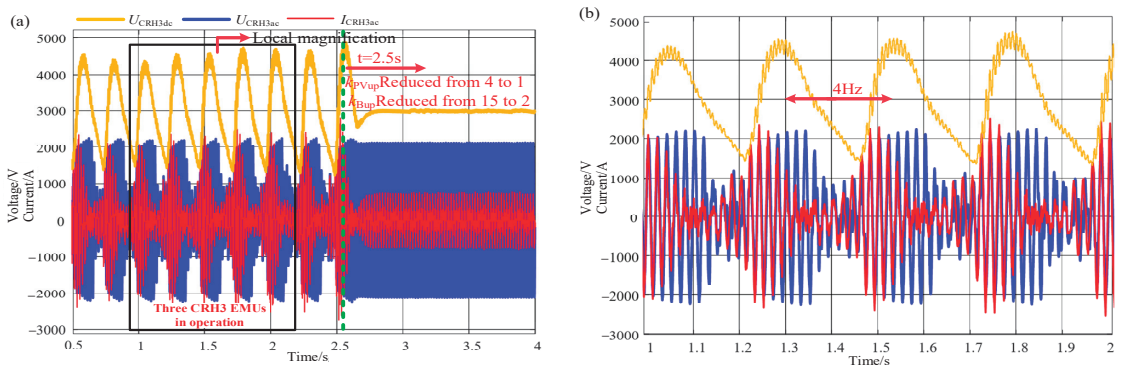 (a)
U_CRH3dc U_CRH3ac I_CRH3ac
Local magnification
t=2.5s
k_PVup Reduced from 4 to 1
k_Bup Reduced from 15 to 2
Three CRH3 EMUs
in operation
Voltage/V
Current/A
5000
4000
3000
2000
1000
0
-1000
-2000
-3000
0.5 1 1.5 2 2.5 3 3.5 4
Time/s
(b)
4Hz
Voltage/V
Current/A
5000
4000
3000
2000
1000
0
-1000
-2000
-3000
1 1.1 1.2 1.3 1.4 1.5 1.6 1.7 1.8 1.9 2
Time/s